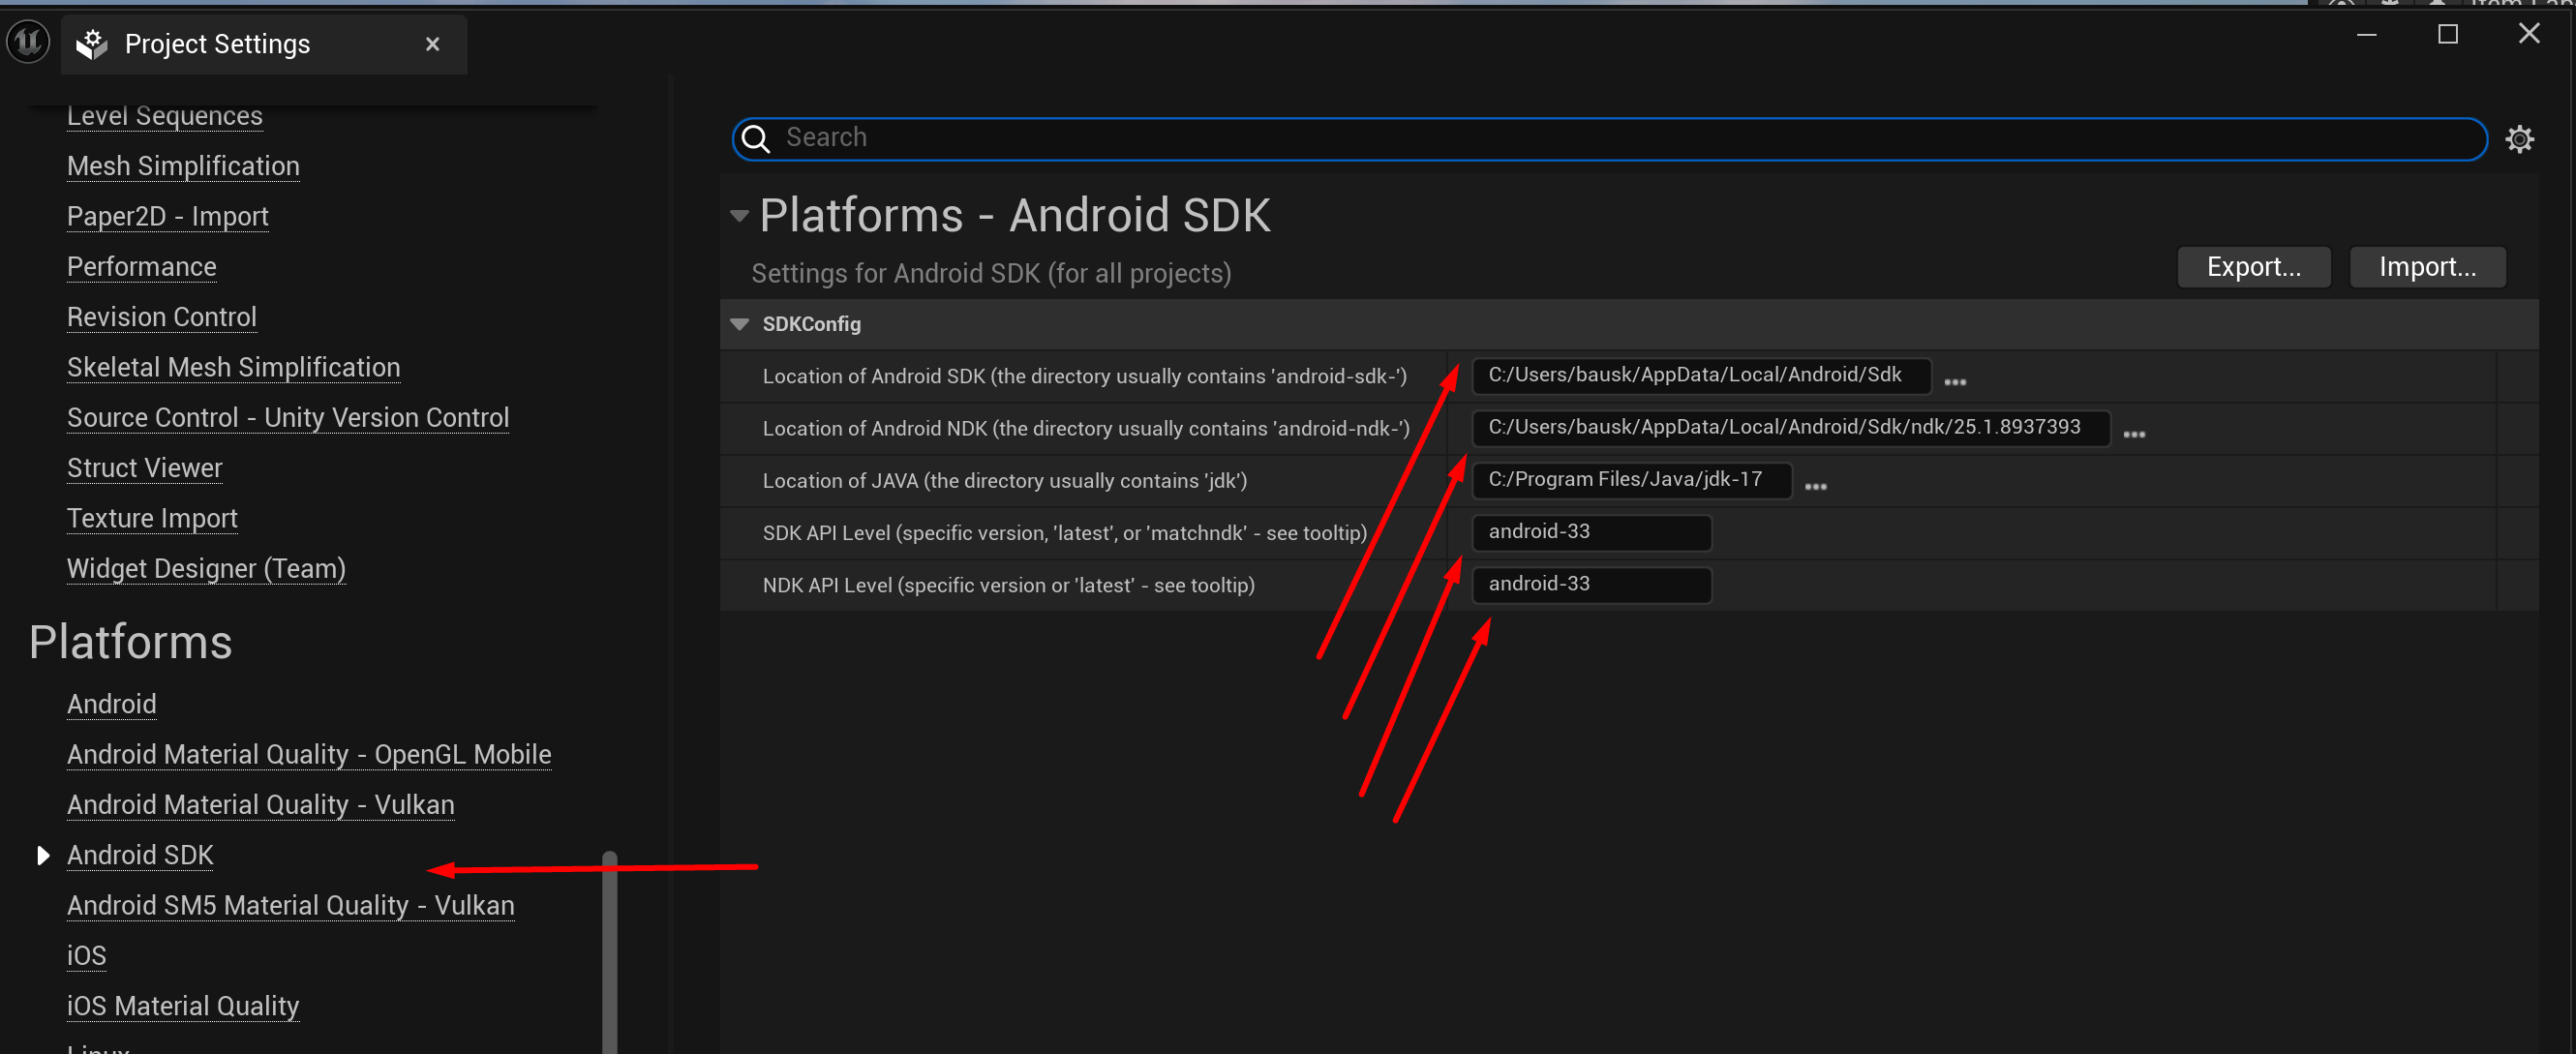 Project Settings
Level Sequences
Mesh Simplification
Paper2D - Import
Performance
Revision Control
Skeletal Mesh Simplification
Source Control - Unity Version Control
Struct Viewer
Texture Import
Widget Designer (Team)
Platforms
Android
Android Material Quality - OpenGL Mobile
Android Material Quality - Vulkan
Android SDK
Android SM5 Material Quality - Vulkan
iOS
iOS Material Quality
Linux
Search
Platforms - Android SDK
Settings for Android SDK (for all projects)
Export...
Import...
SDKConfig
Location of Android SDK (the directory usually contains 'android-sdk-')
C:/Users/bausk/AppData/Local/Android/Sdk
Location of Android NDK (the directory usually contains 'android-ndk-')
C:/Users/bausk/AppData/Local/Android/Sdk/ndk/25.1.8937393
Location of JAVA (the directory usually contains 'jdk')
C:/Program Files/Java/jdk-17
SDK API Level (specific version, 'latest', or 'matchndk' - see tooltip)
android-33
NDK API Level (specific version or 'latest' - see tooltip)
android-33